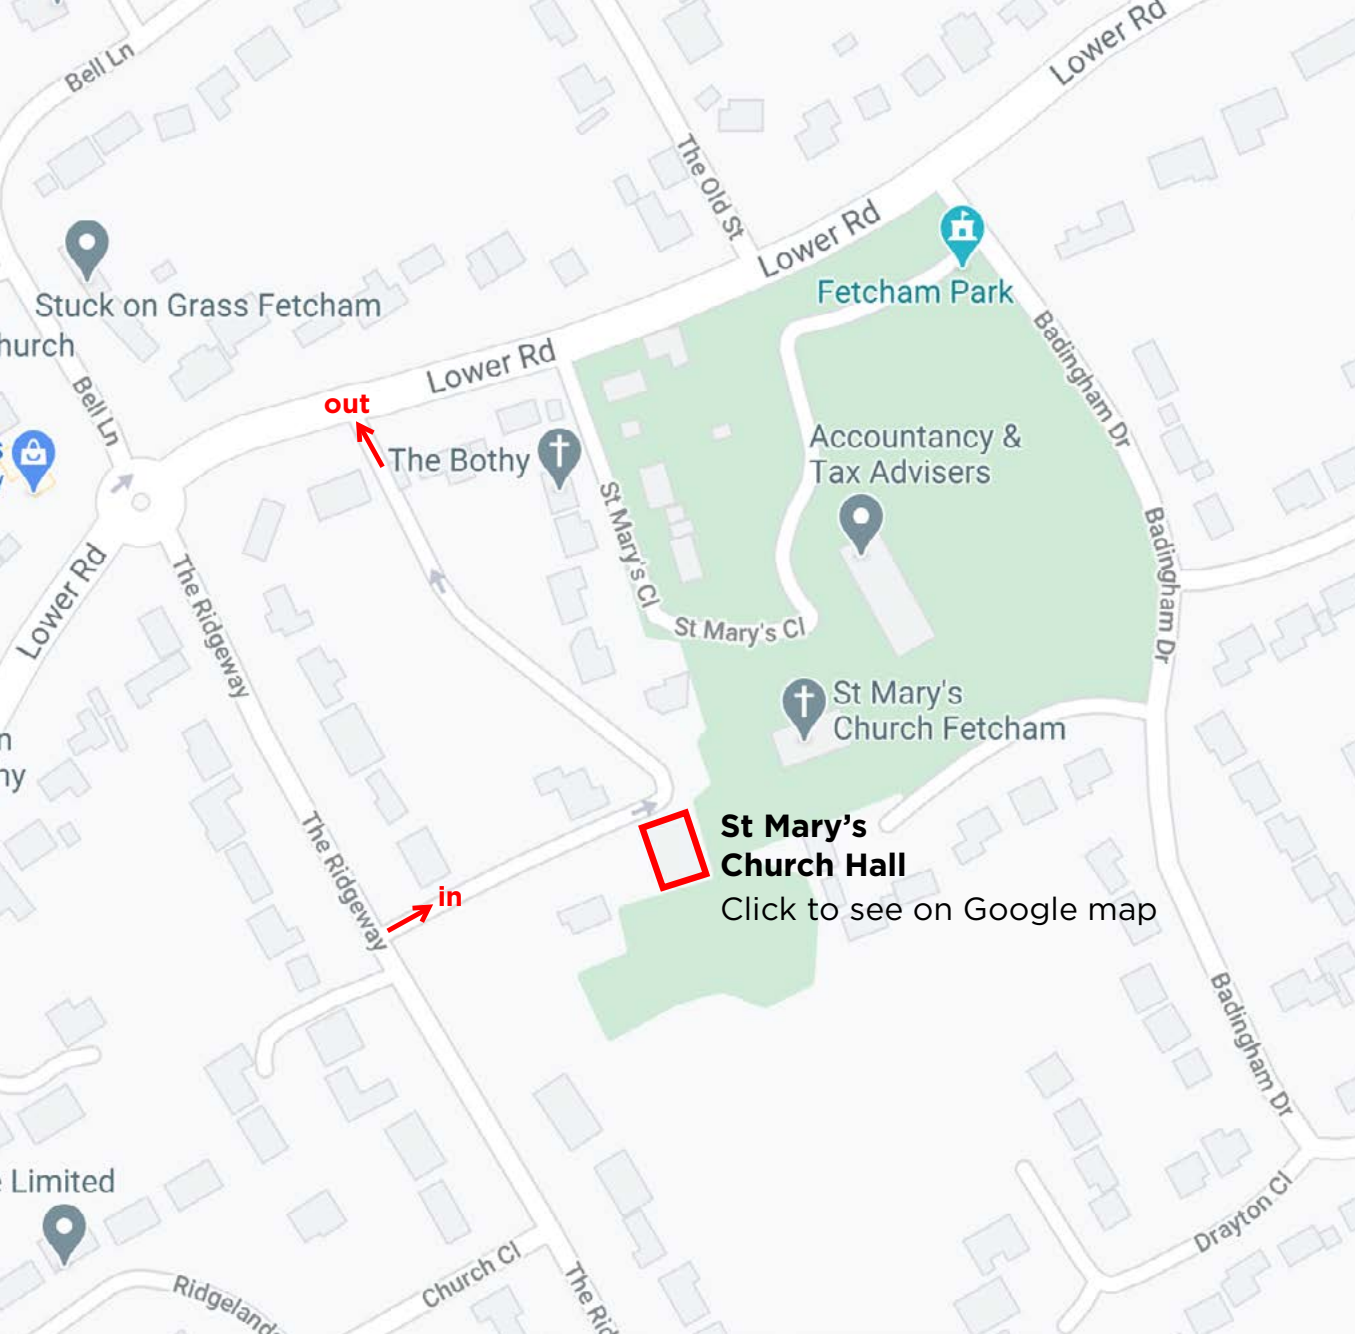 Bell Ln
Lower Rd
The Old St
Lower Rd
Fetcham Park
Stuck on Grass Fetcham
hurch
Bell Ln
Lower Rd
out
The Bothy
Badingham Dr
Accountancy &
Tax Advisers
St Mary's Cl
Badingham Dr
Lower Rd
The Ridgeway
St Mary's Cl
St Mary's
Church Fetcham
n
ny
The Ridgeway
St Mary’s
Church Hall
Click to see on Google map
in
Badingham Dr
Limited
Drayton Cl
Church Cl
Ridgeland
The Rid